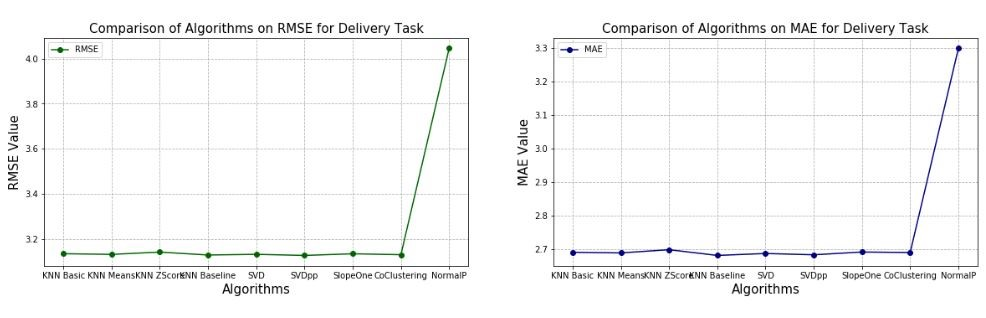 Comparison of Algorithms on RMSE for Delivery Task
RMSE
4.0
3.8
3.6
3.4
3.2
RMSE Value
KNN Basic KNN Means KNN ZScore KNN Baseline SVD SVDpp SlopeOne CoClustering NormalP
Algorithms
Comparison of Algorithms on MAE for Delivery Task
MAE
3.3
3.2
3.1
3.0
2.9
2.8
2.7
MAE Value
KNN Basic KNN Means KNN ZScore KNN Baseline SVD SVDpp SlopeOne CoClustering NormalP
Algorithms